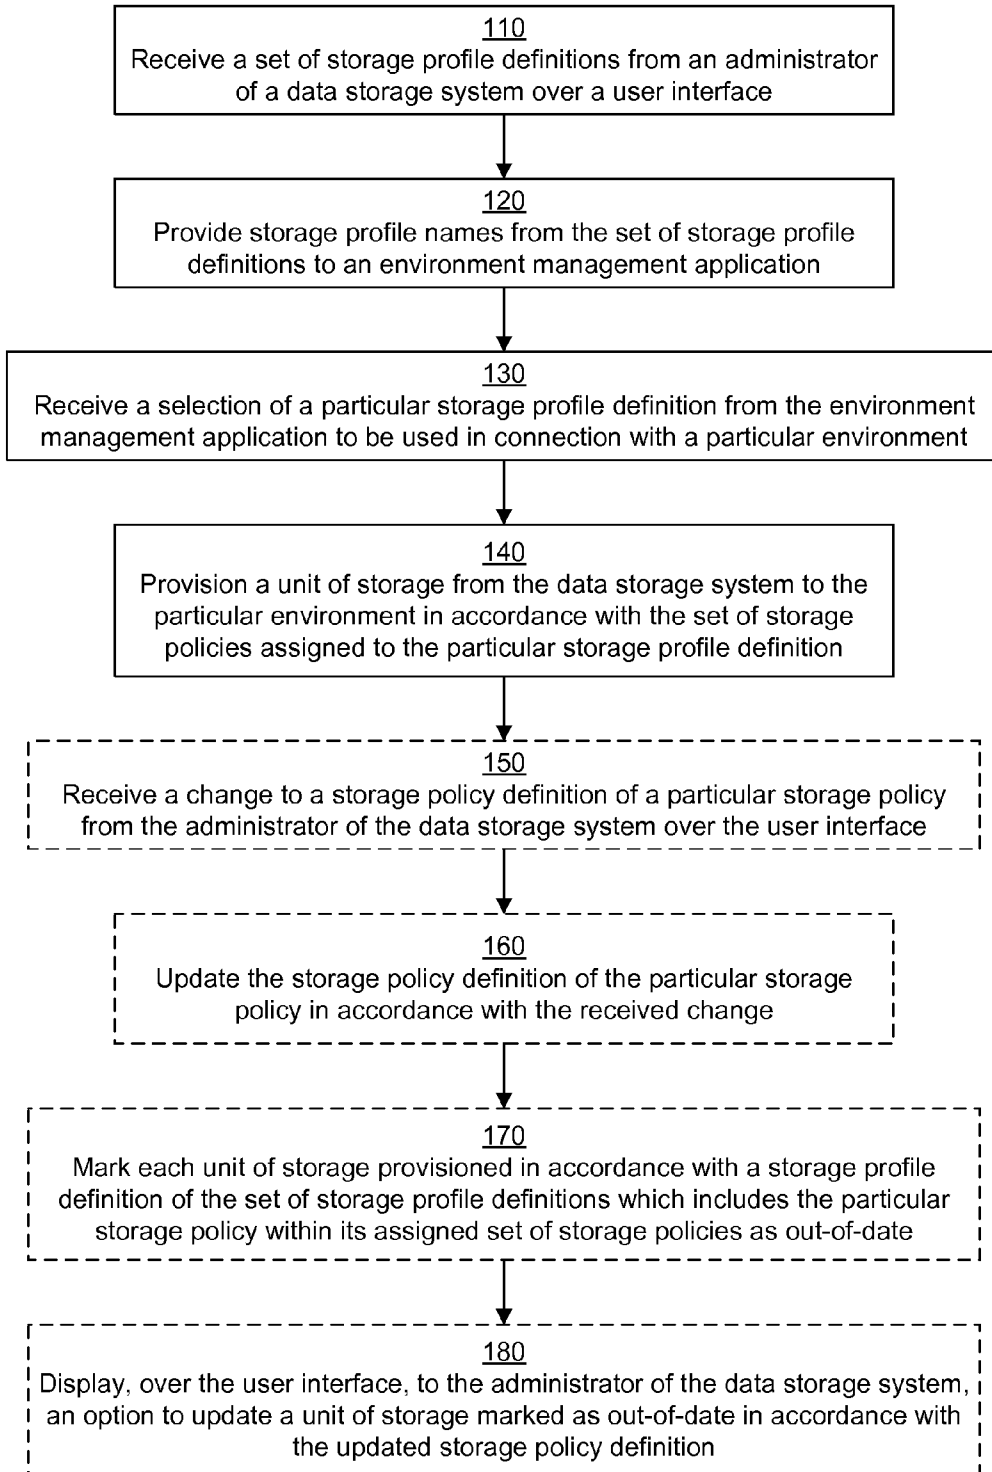 110
Receive a set of storage profile definitions from an administrator
of a data storage system over a user interface
120
Provide storage profile names from the set of storage profile
definitions to an environment management application
130
Receive a selection of a particular storage profile definition from the environment
management application to be used in connection with a particular environment
140
Provision a unit of storage from the data storage system to the
particular environment in accordance with the set of storage
policies assigned to the particular storage profile definition
150
Receive a change to a storage policy definition of a particular storage policy
from the administrator of the data storage system over the user interface
160
Update the storage policy definition of the particular storage
policy in accordance with the received change
170
Mark each unit of storage provisioned in accordance with a storage profile
definition of the set of storage profile definitions which includes the particular
storage policy within its assigned set of storage policies as out-of-date
180
Display, over the user interface, to the administrator of the data storage system,
an option to update a unit of storage marked as out-of-date in accordance with
the updated storage policy definition